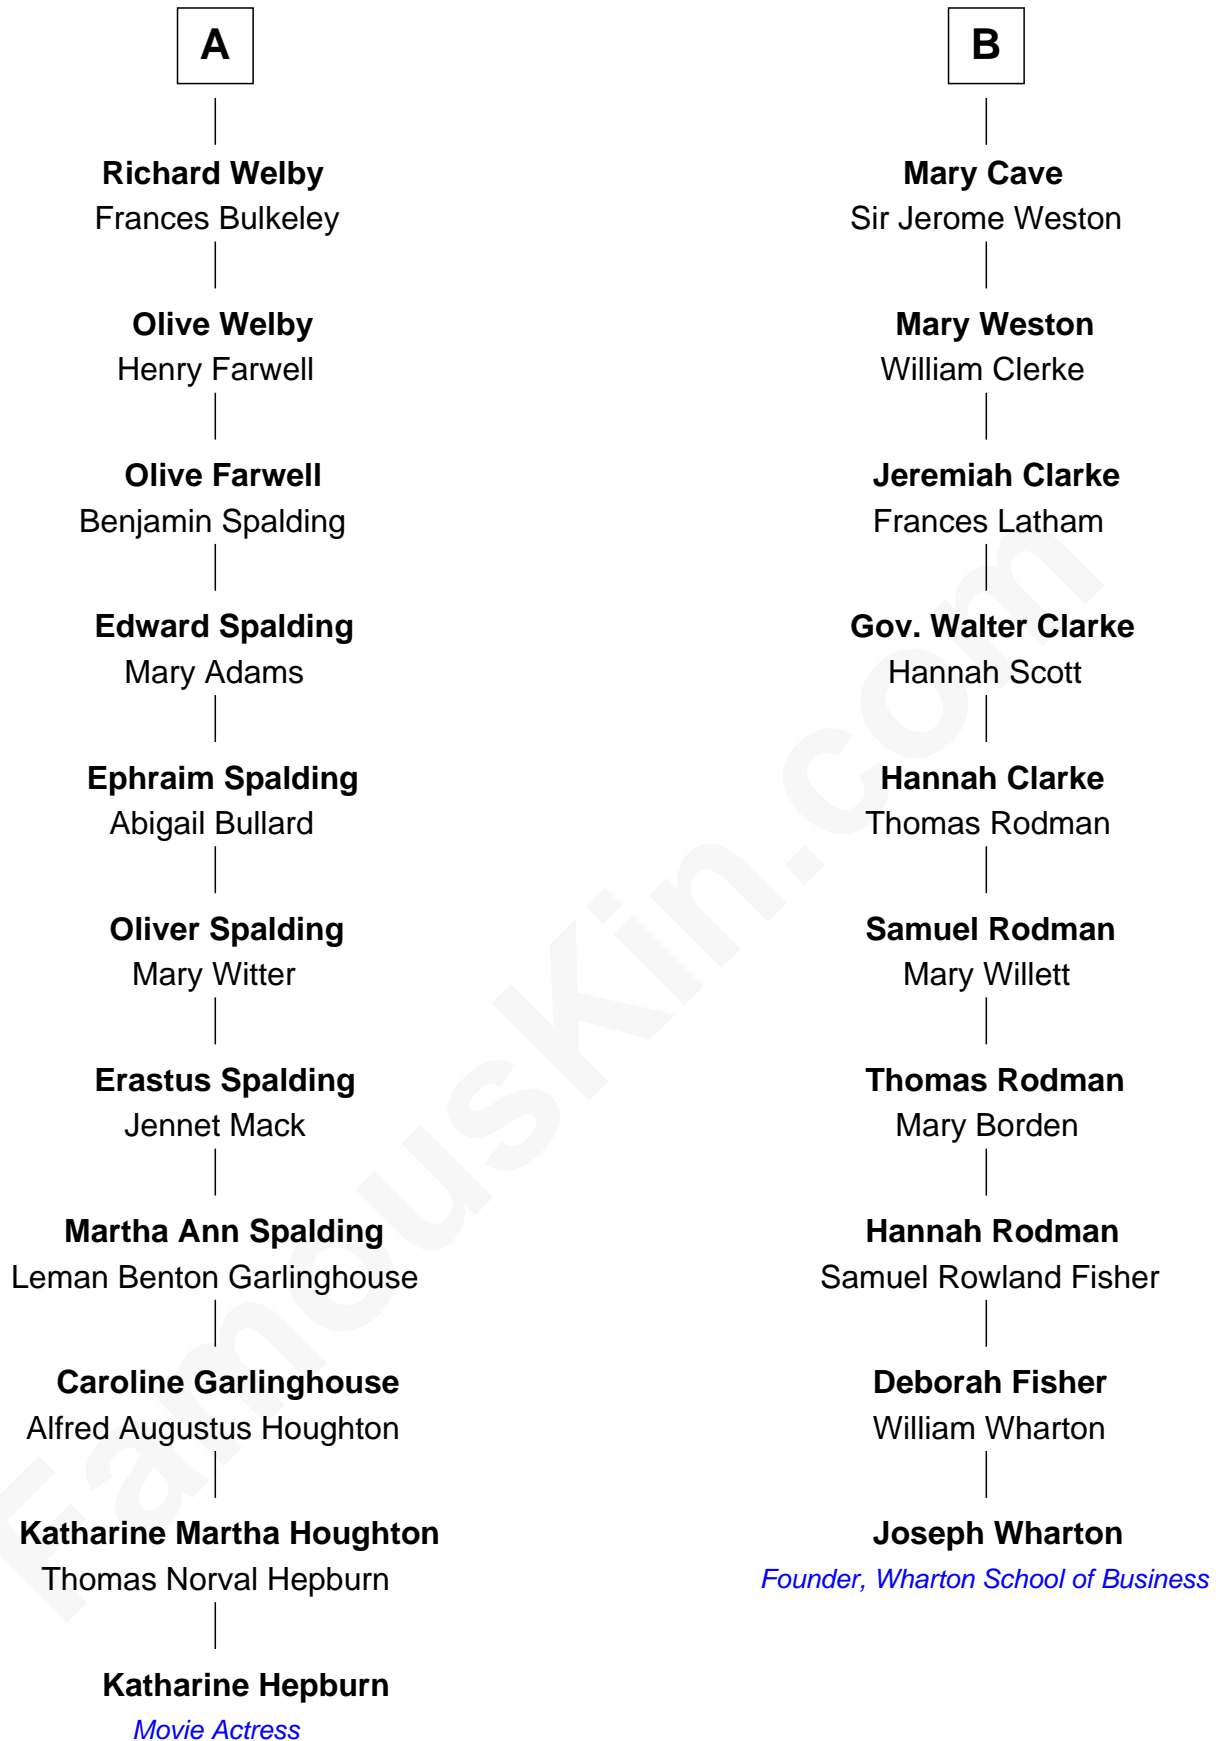 A
Richard Welby
Frances Bulkeley
Olive Welby
Henry Farwell
Olive Farwell
Benjamin Spalding
Edward Spalding
Mary Adams
Ephraim Spalding
Abigail Bullard
Oliver Spalding
Mary Witter
Erastus Spalding
Jennet Mack
Martha Ann Spalding
Leman Benton Garlinghouse
Caroline Garlinghouse
Alfred Augustus Houghton
Katharine Martha Houghton
Thomas Norval Hepburn
Katharine Hepburn
Movie Actress
B
Mary Cave
Sir Jerome Weston
Mary Weston
William Clerke
Jeremiah Clarke
Frances Latham
Gov. Walter Clarke
Hannah Scott
Hannah Clarke
Thomas Rodman
Samuel Rodman
Mary Willett
Thomas Rodman
Mary Borden
Hannah Rodman
Samuel Rowland Fisher
Deborah Fisher
William Wharton
Joseph Wharton
Founder, Wharton School of Business
FamousKin.com